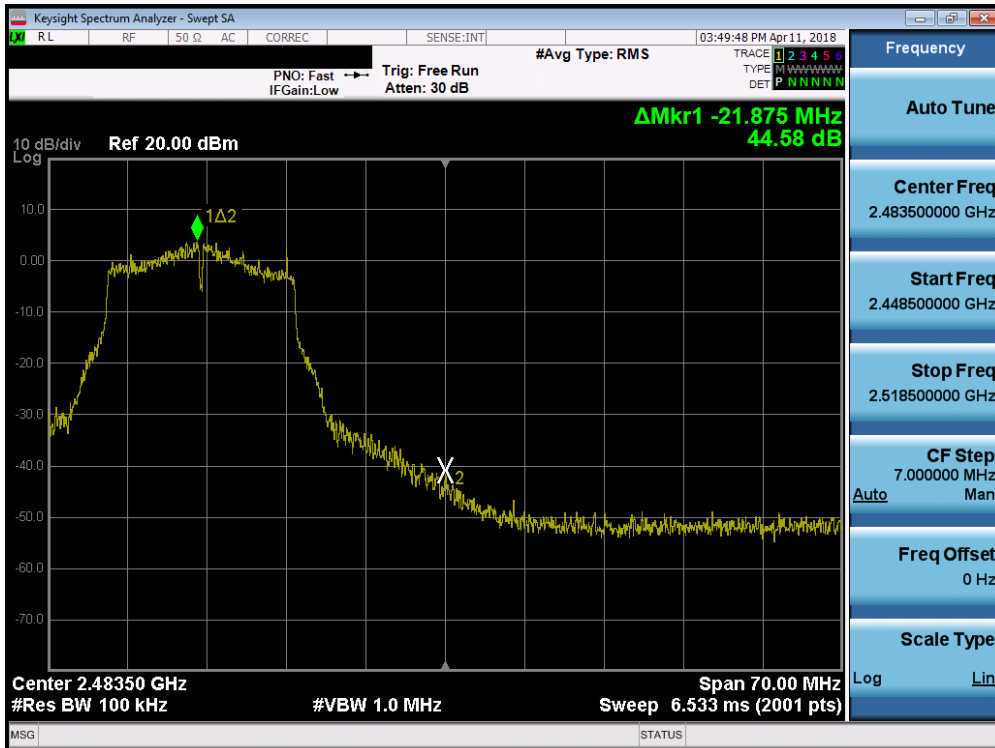 Keysight Spectrum Analyzer - Swept SA
LXI RL RF 50 Ω AC CORREC SENSE:INT 03:49:48 PM Apr 11, 2018
#Avg Type: RMS TRACE 1 2 3 4 5 6
TYPE M WWWWW
DET P N N N N N
PNO: Fast Trig: Free Run
IFGain:Low Atten: 30 dB
ΔMkr1 -21.875 MHz
44.58 dB
10 dB/div Ref 20.00 dBm
Log
10.0
1Δ2
0.00
-10.0
-20.0
-30.0
-40.0
2
-50.0
-60.0
-70.0
Center 2.48350 GHz Span 70.00 MHz
#Res BW 100 kHz #VBW 1.0 MHz Sweep 6.533 ms (2001 pts)
MSG STATUS
Frequency
Auto Tune
Center Freq
2.483500000 GHz
Start Freq
2.448500000 GHz
Stop Freq
2.518500000 GHz
CF Step
7.000000 MHz
Auto Man
Freq Offset
0 Hz
Scale Type
Log Lin